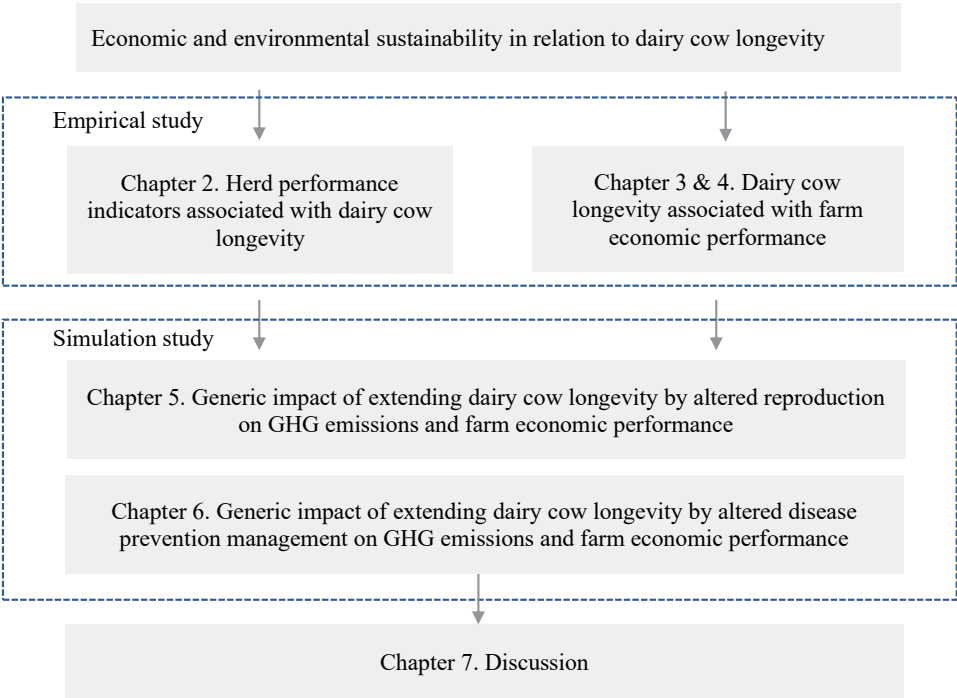 Economic and environmental sustainability in relation to dairy cow longevity
Empirical study
Chapter 2. Herd performance
indicators associated with dairy cow
longevity
Chapter 3 & 4. Dairy cow
longevity associated with farm
economic performance
Simulation study
Chapter 5. Generic impact of extending dairy cow longevity by altered reproduction
on GHG emissions and farm economic performance
Chapter 6. Generic impact of extending dairy cow longevity by altered disease
prevention management on GHG emissions and farm economic performance
Chapter 7. Discussion